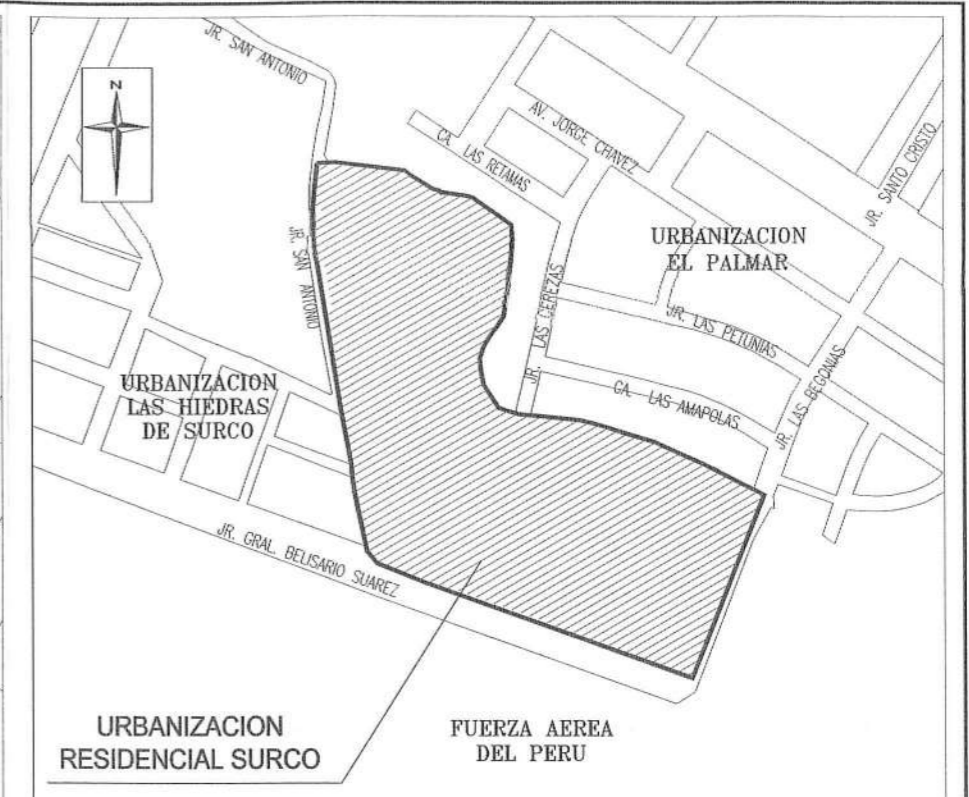 JR. SAN ANTONIO
N
CA. LAS RETAMAS
AV. JORGE CHAVEZ
JR. SANTO CRISTO
JR. SAN ANTONIO
URBANIZACION
EL PALMAR
JR. LAS CEREZAS
JR. LAS PETUNIAS
CA. LAS AMAPOLAS
JR. LAS BEGONIAS
URBANIZACION
LAS HIEDRAS
DE SURCO
JR. GRAL. BELISARIO SUAREZ
URBANIZACION
RESIDENCIAL SURCO
FUERZA AEREA
DEL PERU